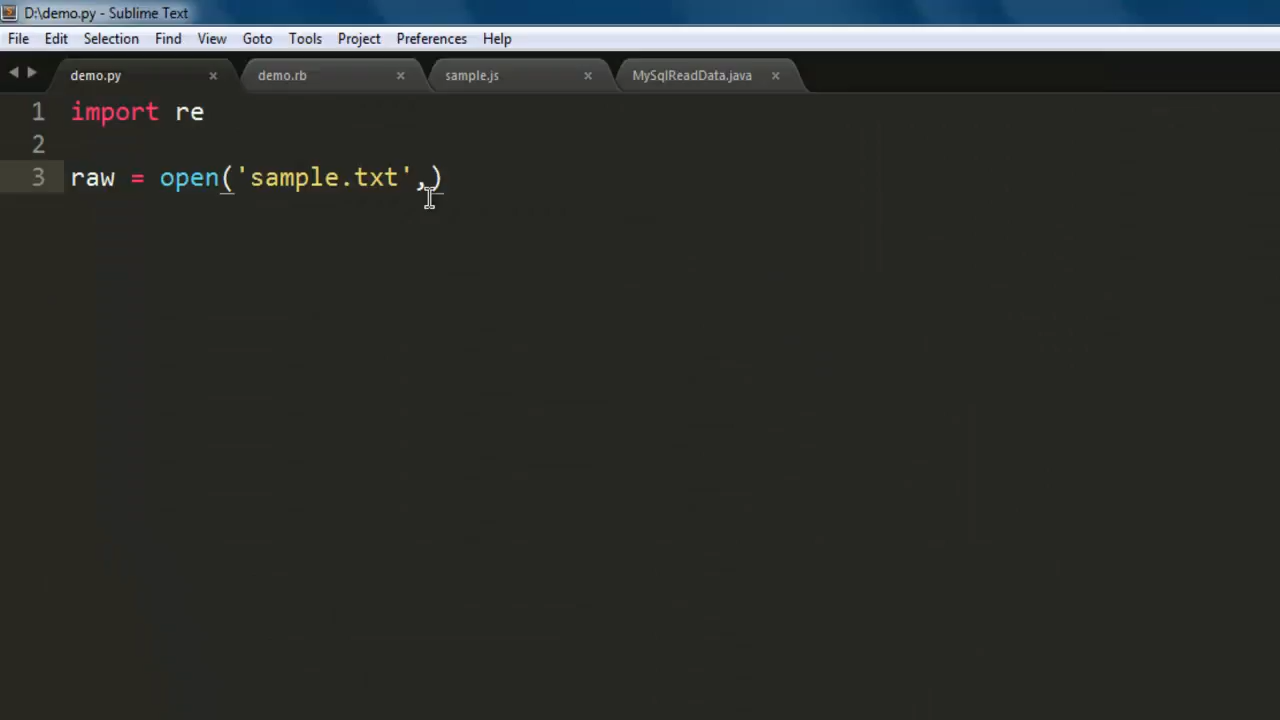 D:\demo.py - Sublime Text
File Edit Selection Find View Goto Tools Project Preferences Help
demo.py demo.rb sample.js MySqlReadData.java
1 import re
2
3 raw = open('sample.txt',)